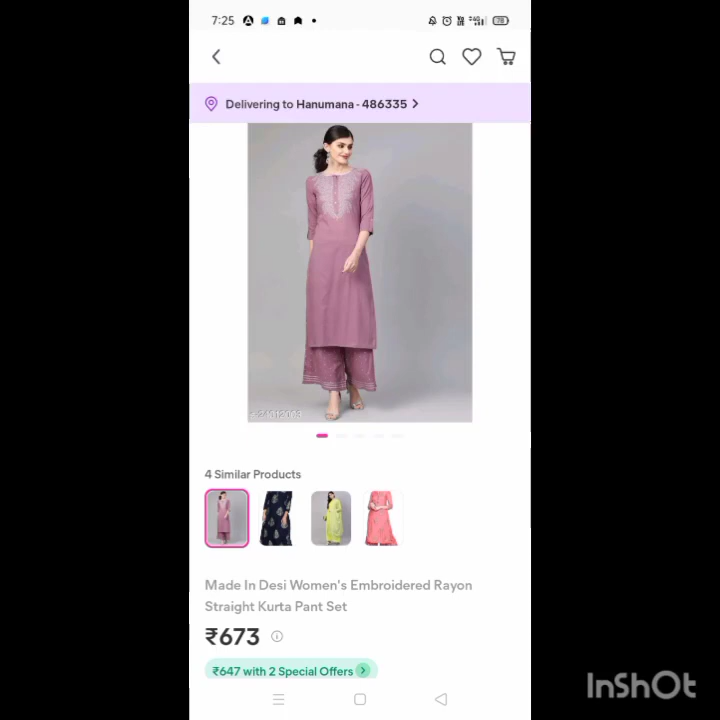 7:25
Delivering to Hanumana - 486335
4 Similar Products
Made In Desi Women's Embroidered Rayon
Straight Kurta Pant Set
₹673
₹647 with 2 Special Offers
InShOt